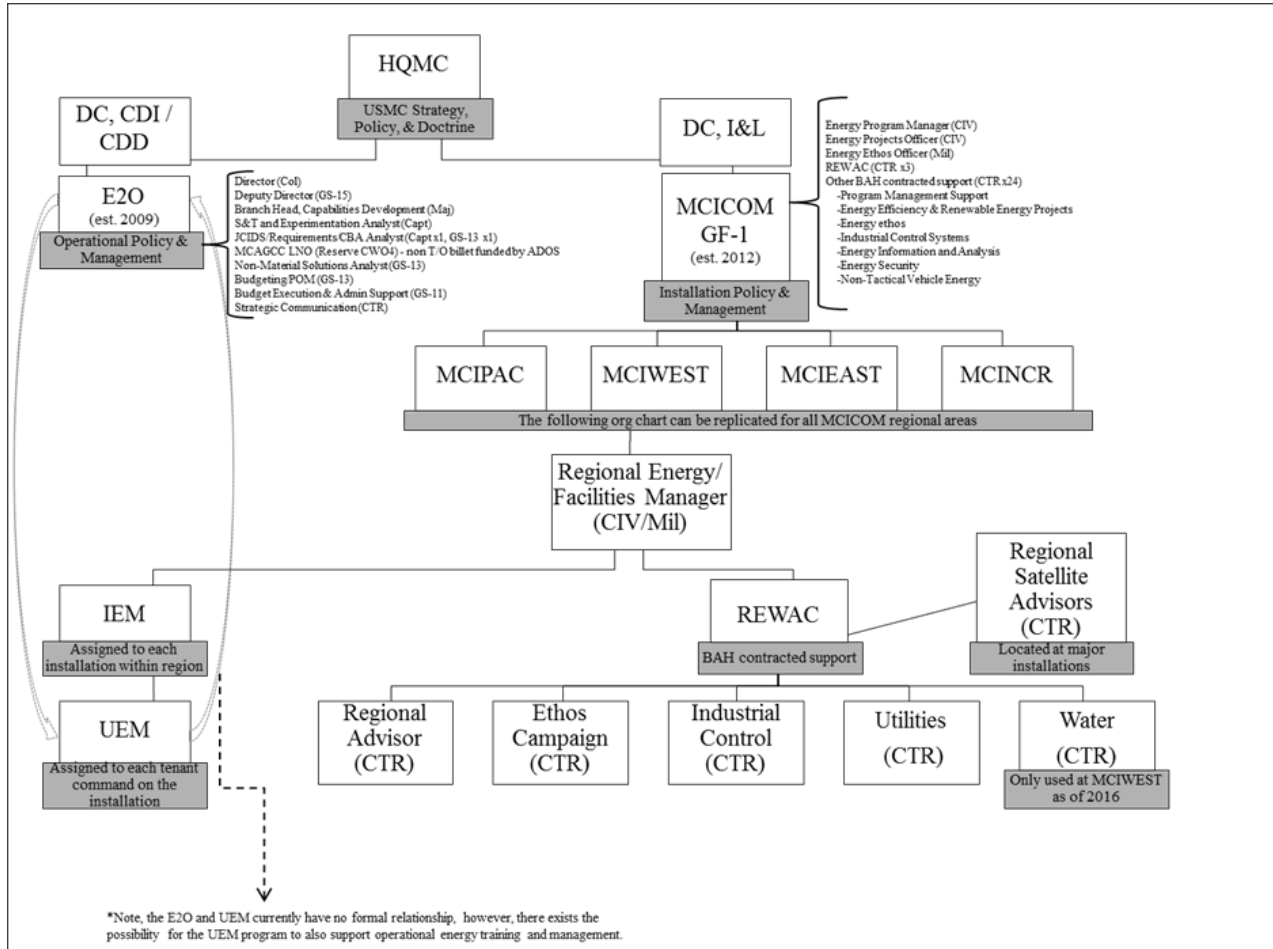 HQMC
USMC Strategy,
Policy, & Doctrine
DC, CDI /
CDD
E2O
(est. 2009)
Operational Policy &
Management
Director (Col)
Deputy Director (GS-15)
Branch Head, Capabilities Development (Maj)
S&T and Experimentation Analyst (Capt)
JCIDS/Requirements/CBA Analyst (Capt x1, GS-13 x1)
MCAGCC LNO (Reserve CWO4) - non T/O billet funded by ADOS
Non-Material Solutions Analyst (GS-13)
Budgeting/POM (GS-13)
Budget Execution & Admin Support (GS-11)
Strategic Communication (CTR)
DC, I&L
MCICOM
GF-1
(est. 2012)
Installation Policy &
Management
Energy Program Manager (CIV)
Energy Projects Officer (CIV)
Energy Ethos Officer (Mil)
REWAC (CTR x3)
Other BAH contracted support (CTR x24)
-Program Management Support
-Energy Efficiency & Renewable Energy Projects
-Energy ethos
-Industrial Control Systems
-Energy Information and Analysis
-Energy Security
-Non-Tactical Vehicle Energy
MCIPAC
MCIWEST
MCIEAST
MCINCR
The following org chart can be replicated for all MCICOM regional areas
Regional Energy/
Facilities Manager
(CIV/Mil)
IEM
Assigned to each
installation within region
UEM
Assigned to each tenant
command on the
installation
REWAC
BAH contracted support
Regional
Satellite
Advisors
(CTR)
Located at major
installations
Regional
Advisor
(CTR)
Ethos
Campaign
(CTR)
Industrial
Control
(CTR)
Utilities
(CTR)
Water
(CTR)
Only used at MCIWEST
as of 2016
*Note, the E2O and UEM currently have no formal relationship, however, there exists the
possibility for the UEM program to also support operational energy training and management.